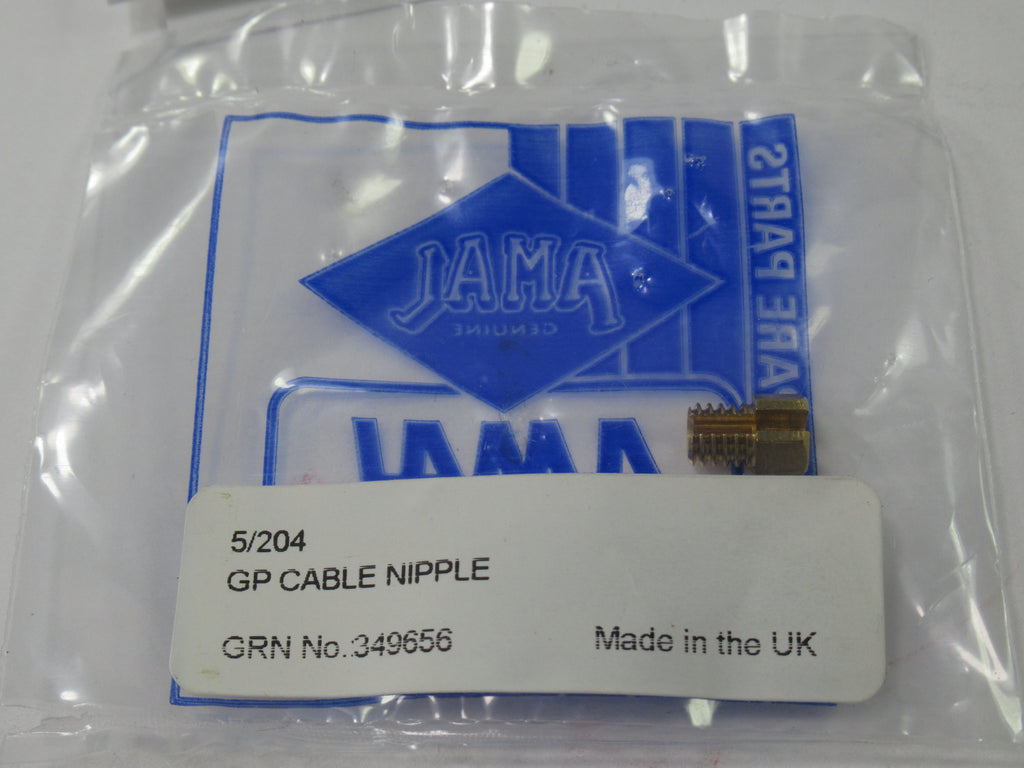 AMAL
GENUINE
SPARE PARTS
AMAL
5/204
GP CABLE NIPPLE
GRN No.:349656
Made in the UK